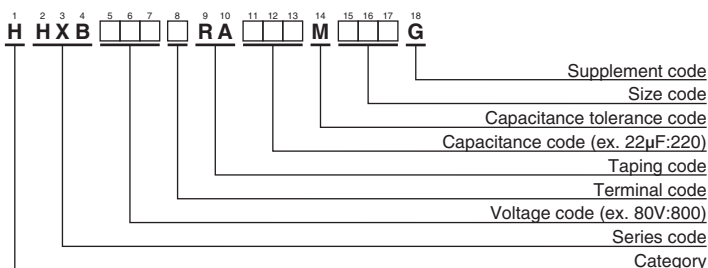 1 2 3 4 5 6 7 8 9 10 11 12 13 14 15 16 17 18
H HXB □□□ □ RA □□□ M □□□ G
Supplement code
Size code
Capacitance tolerance code
Capacitance code (ex. 22µF:220)
Taping code
Terminal code
Voltage code (ex. 80V:800)
Series code
Category